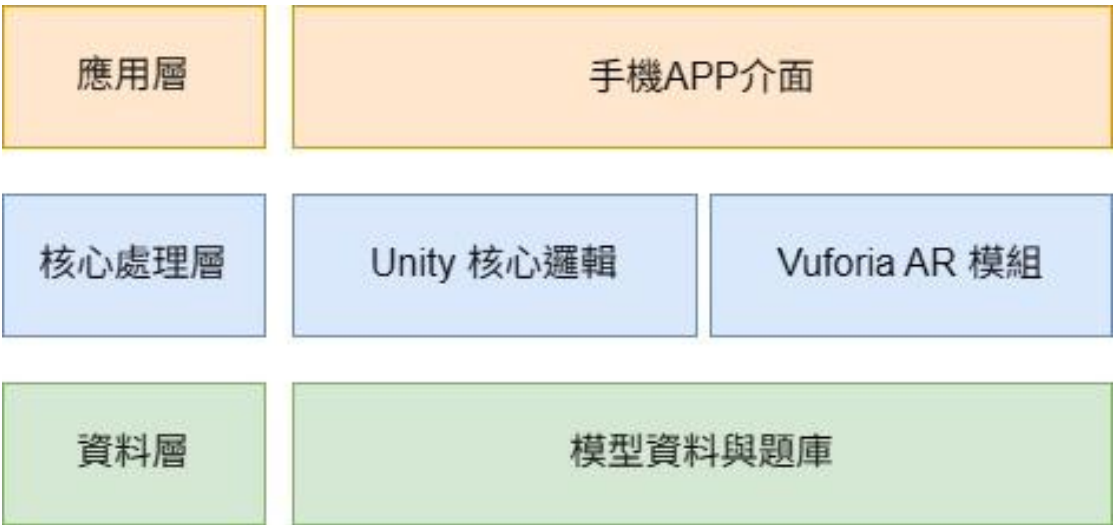 應用層
手機APP介面
核心處理層
Unity 核心邏輯
Vuforia AR 模組
資料層
模型資料與題庫